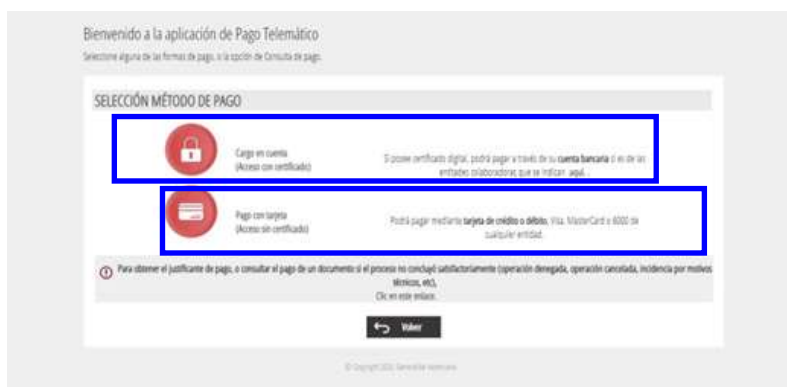 Bienvenido a la aplicación de Pago Telemático
Seleccione alguna de las formas de pago, o la opción de Consulta de pago.
SELECCIÓN MÉTODO DE PAGO
Cargo en cuenta
(Acceso con certificado)
Si posee certificado digital, podrá pagar a través de su cuenta bancaria si es de las
entidades colaboradoras que se indican aquí.
Pago con tarjeta
(Acceso sin certificado)
Podrá pagar mediante tarjeta de crédito o débito, Visa, MasterCard o 6000 de
cualquier entidad.
Para obtener el justificante de pago, o consultar el pago de un documento si el proceso no concluyó satisfactoriamente (operación denegada, operación cancelada, incidencia por motivos
técnicos, etc),
Clic en este enlace.
Volver
© Copyright Generalitat Valenciana